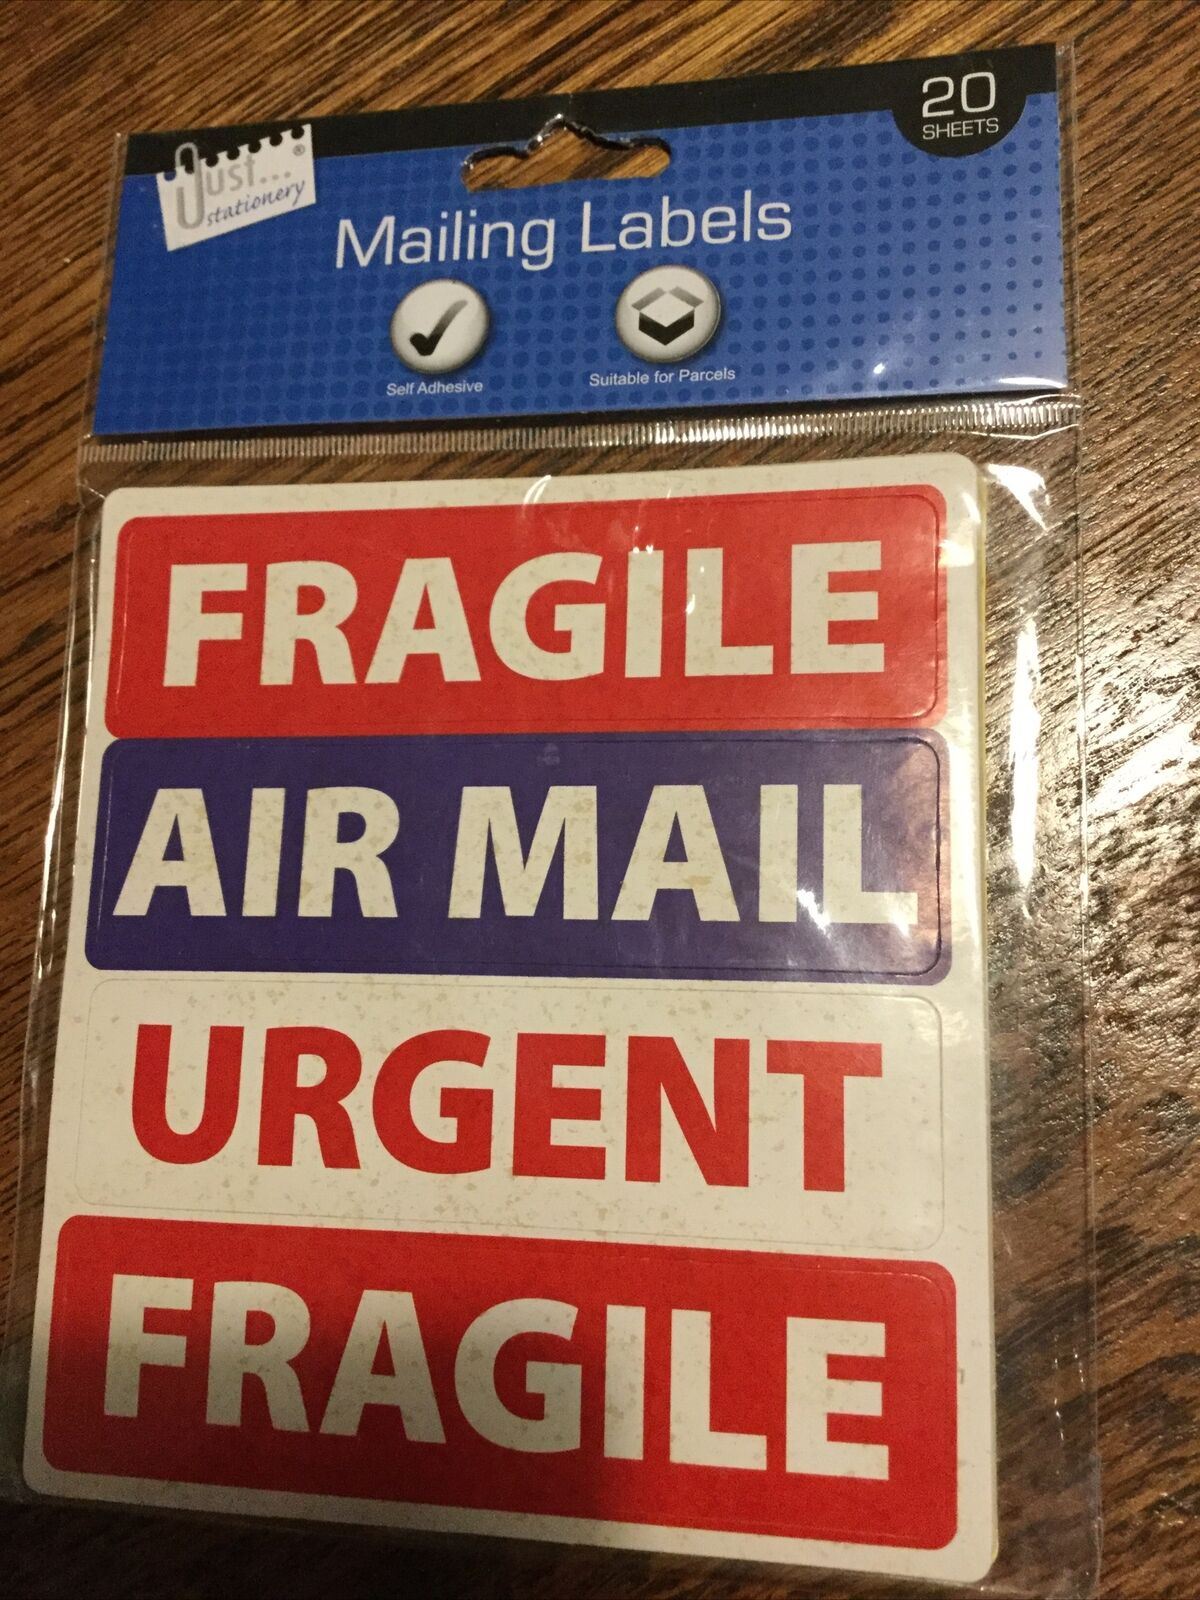 20
SHEETS
Just... ®
stationery
Mailing Labels
Self Adhesive
Suitable for Parcels
FRAGILE
AIR MAIL
URGENT
FRAGILE